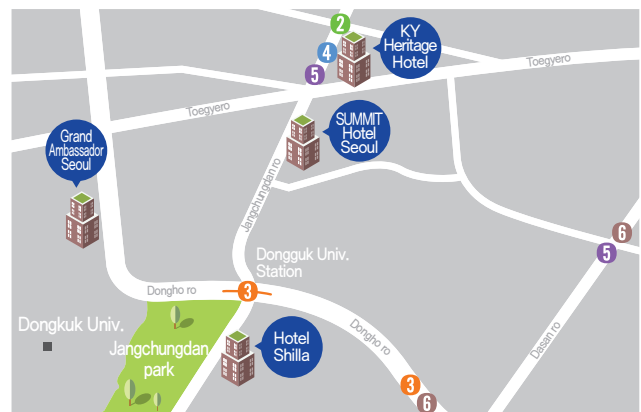 2
4
5
KY
Heritage
Hotel
Toegyero
Toegyero
SUMMIT
Hotel
Seoul
Grand
Ambassador
Seoul
Jangchungdan ro
6
5
Dongguk Univ.
Station
3
Dongho ro
Dongho ro
Dongkuk Univ.
Jangchungdan
park
Hotel
Shilla
Dasan ro
3
6